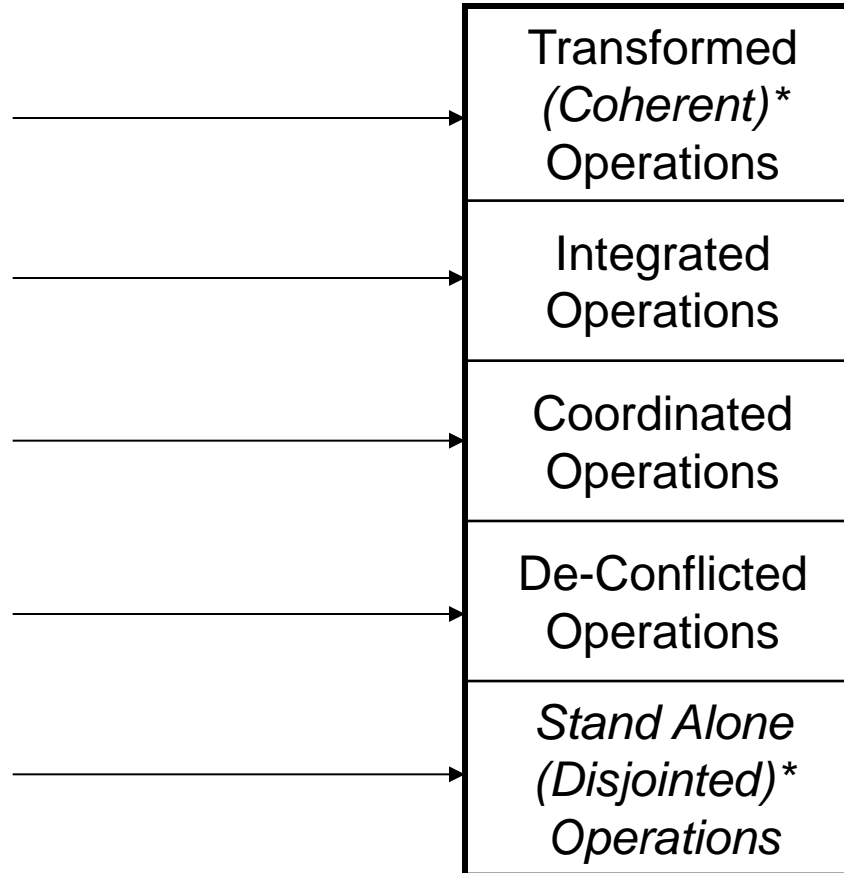 Transformed
(Coherent)*
Operations
Integrated
Operations
Coordinated
Operations
De-Conflicted
Operations
Stand Alone
(Disjointed)*
Operations